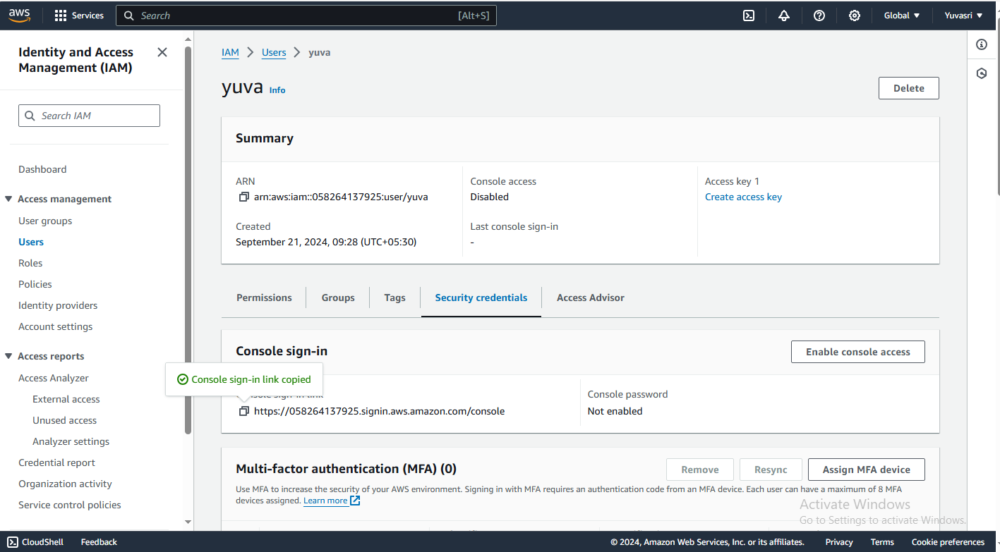 aws
Services
Search
[Alt+S]
Global
Yuvasri
Identity and Access
Management (IAM)
Search IAM
Dashboard
Access management
User groups
Users
Roles
Policies
Identity providers
Account settings
Access reports
Access Analyzer
External access
Unused access
Analyzer settings
Credential report
Organization activity
Service control policies
IAM
Users
yuva
yuva Info
Delete
Summary
ARN
arn:aws:iam::058264137925:user/yuva
Created
September 21, 2024, 09:28 (UTC+05:30)
Console access
Disabled
Last console sign-in
-
Access key 1
Create access key
Permissions
Groups
Tags
Security credentials
Access Advisor
Console sign-in
Enable console access
Console sign-in link copied
https://058264137925.signin.aws.amazon.com/console
Console password
Not enabled
Multi-factor authentication (MFA) (0)
Remove
Resync
Assign MFA device
Use MFA to increase the security of your AWS environment. Signing in with MFA requires an authentication code from an MFA device. Each user can have a maximum of 8 MFA
devices assigned. Learn more
Activate Windows
Go to Settings to activate Windows.
CloudShell
Feedback
© 2024, Amazon Web Services, Inc. or its affiliates.
Privacy
Terms
Cookie preferences